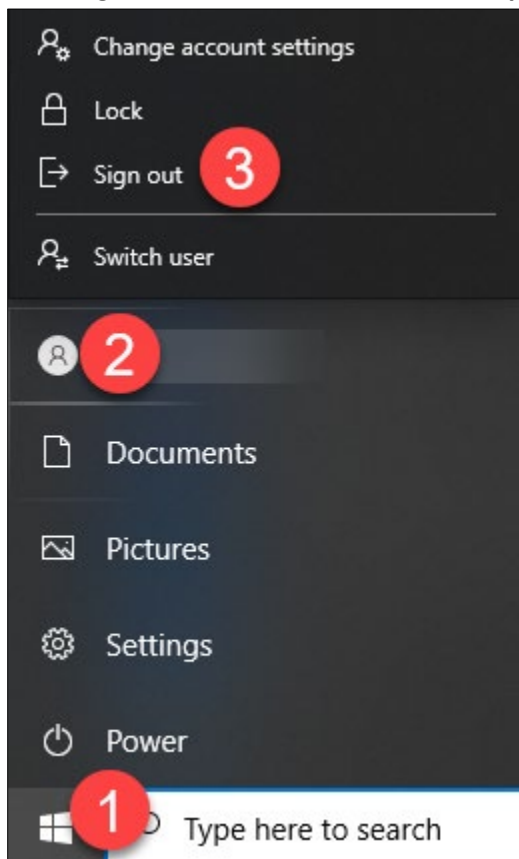 Change account settings
Lock
Sign out 3
Switch user
2
Documents
Pictures
Settings
Power
1 Type here to search